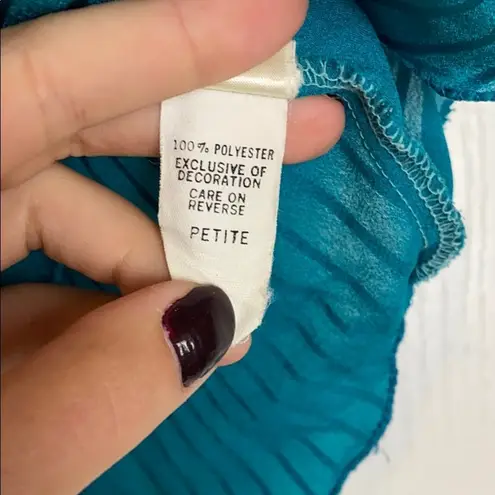 100% POLYESTER
EXCLUSIVE OF
DECORATION
CARE ON
REVERSE
PETITE